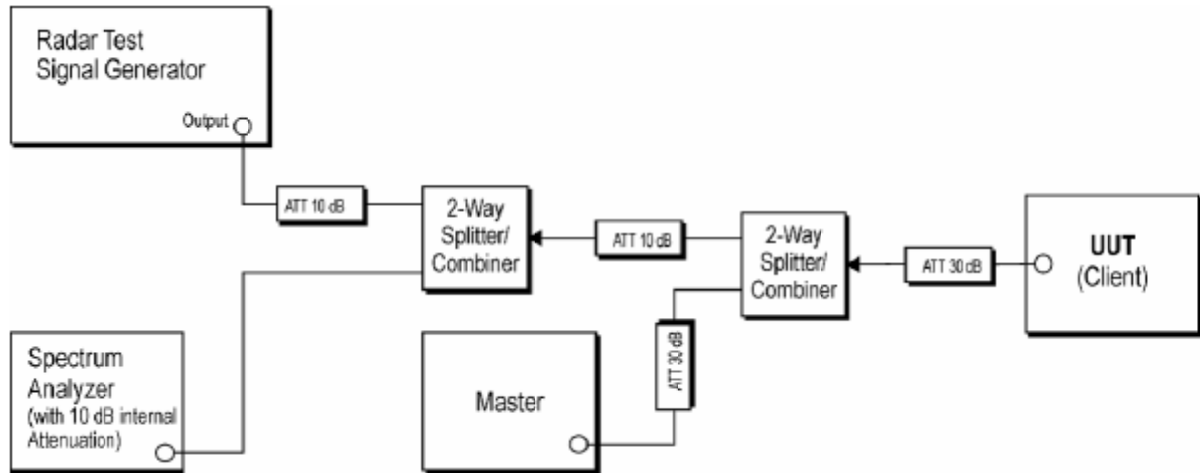 Radar Test
Signal Generator
Output
ATT 10 dB
2-Way
Splitter/
Combiner
ATT 10 dB
2-Way
Splitter/
Combiner
ATT 30 dB
UUT
(Client)
Spectrum
Analyzer
(with 10 dB internal
Attenuation)
Master
ATT 30 dB